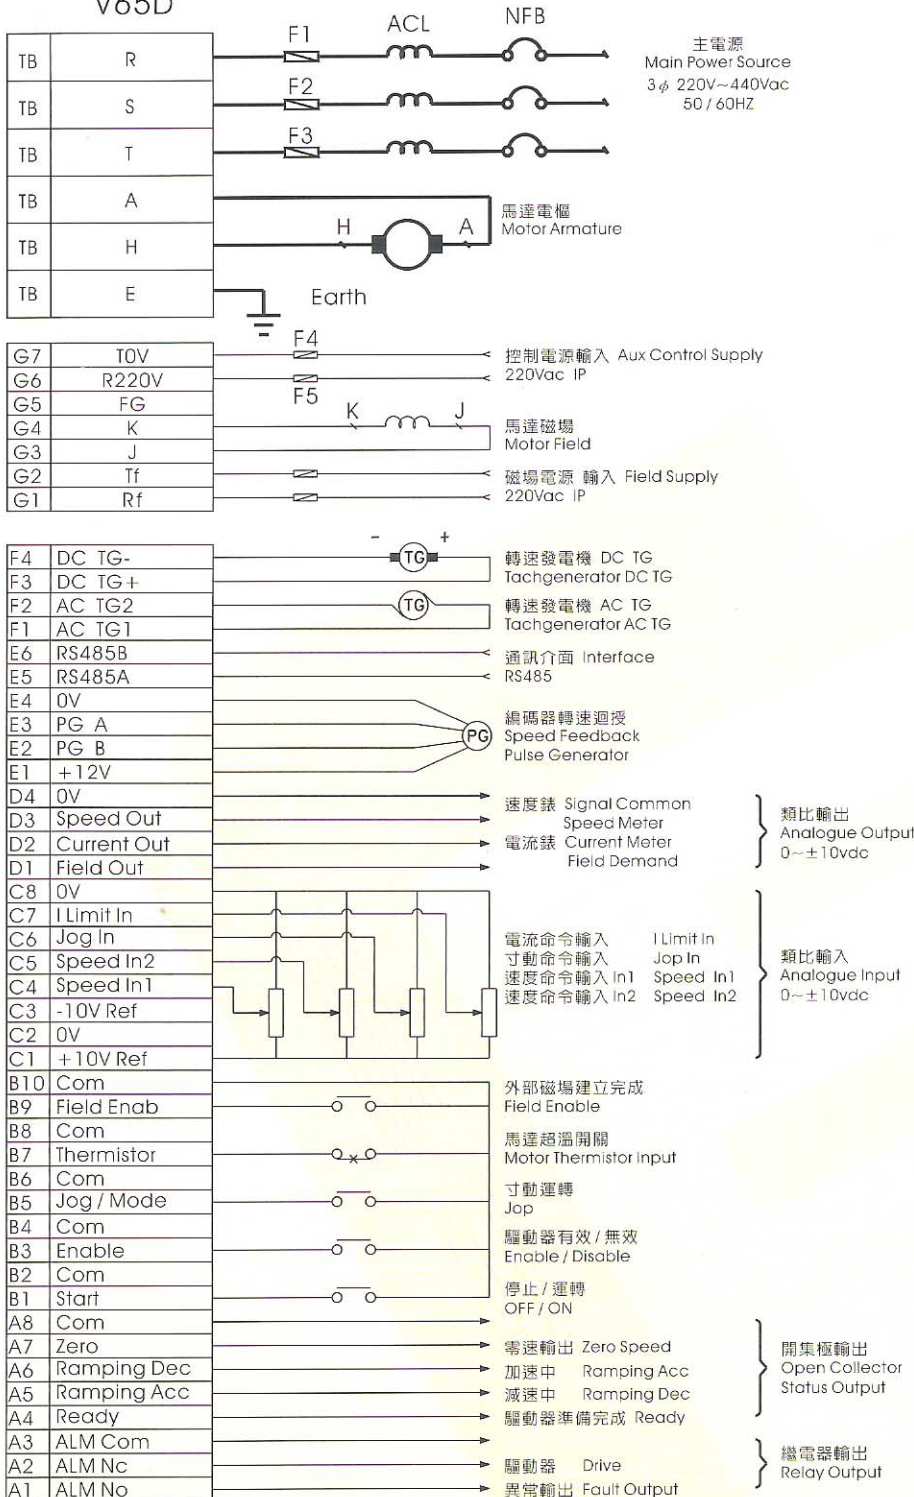 V65D
F1 ACL NFB
TB R
主電源
Main Power Source
3ϕ 220V~440Vac
50 / 60HZ
F2
TB S
F3
TB T
TB A
馬達電樞
Motor Armature
H A
TB H
TB E
Earth
F4
G7 T0V
控制電源輸入 Aux Control Supply
G6 R220V
220Vac IP
F5
G5 FG
K J
G4 K
馬達磁場
G3 J
Motor Field
G2 Tf
磁場電源 輸入 Field Supply
G1 Rf
220Vac IP
- +
F4 DC TG-
TG
轉速發電機 DC TG
F3 DC TG+
Tachgenerator DC TG
F2 AC TG2
TG
轉速發電機 AC TG
F1 AC TG1
Tachgenerator AC TG
E6 RS485B
通訊介面 Interface
E5 RS485A
RS485
E4 0V
編碼器轉速迴授
E3 PG A
PG
Speed Feedback
E2 PG B
Pulse Generator
E1 +12V
D4 0V
速度錶 Signal Common
D3 Speed Out
Speed Meter
D2 Current Out
電流錶 Current Meter
D1 Field Out
Field Demand
類比輸出
Analogue Output
0~±10vdc
C8 0V
C7 I Limit In
C6 Jog In
電流命令輸入 I Limit In
C5 Speed In2
寸動命令輸入 Jop In
C4 Speed In1
速度命令輸入 In1 Speed In1
速度命令輸入 In2 Speed In2
類比輸入
Analogue Input
0~±10vdc
C3 -10V Ref
C2 0V
C1 +10V Ref
B10 Com
外部磁場建立完成
B9 Field Enab
Field Enable
B8 Com
馬達超溫開關
B7 Thermistor
Motor Thermistor Input
B6 Com
寸動運轉
B5 Jog / Mode
Jop
B4 Com
驅動器有效 / 無效
B3 Enable
Enable / Disable
B2 Com
停止 / 運轉
B1 Start
OFF / ON
A8 Com
A7 Zero
零速輸出 Zero Speed
A6 Ramping Dec
加速中 Ramping Acc
A5 Ramping Acc
減速中 Ramping Dec
A4 Ready
驅動器準備完成 Ready
開集極輸出
Open Collector
Status Output
A3 ALM Com
A2 ALM Nc
驅動器 Drive
A1 ALM No
異常輸出 Fault Output
繼電器輸出
Relay Output